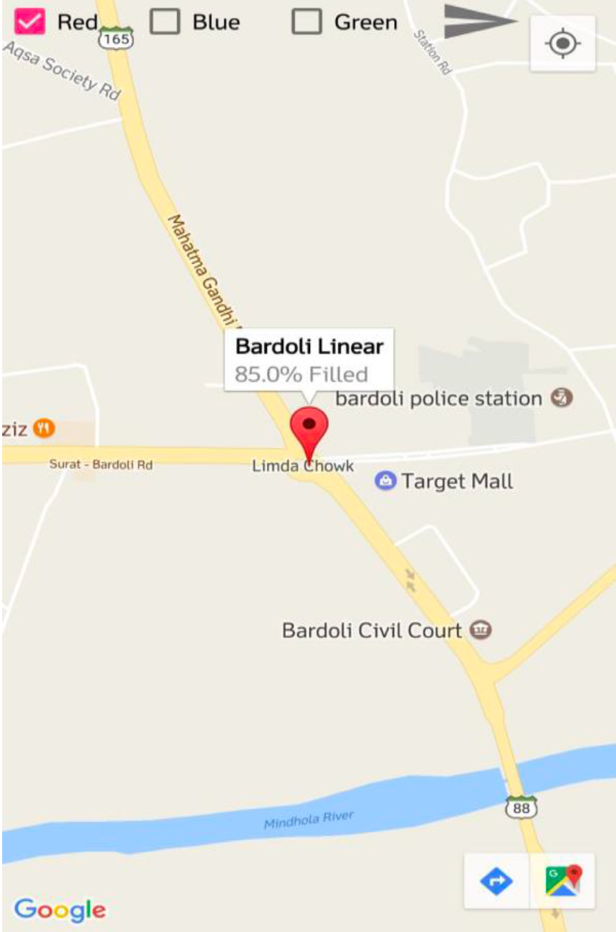 Red
Blue
Green
165
Aqsa Society Rd
Station Rd
Mahatma Gandhi
Bardoli Linear
85.0% Filled
bardoli police station
ziz
Surat - Bardoli Rd
Limda Chowk
Target Mall
Bardoli Civil Court
88
Mindhola River
G
Google